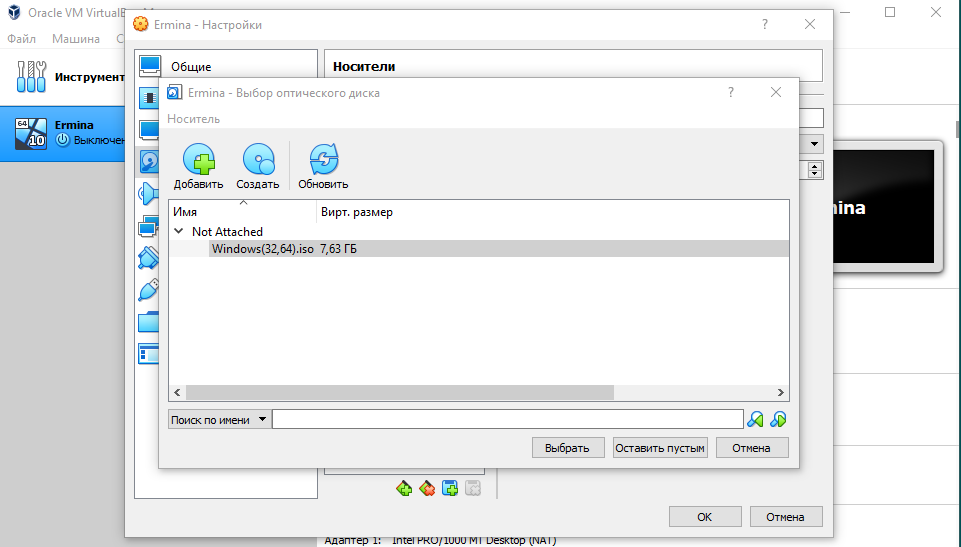 Oracle VM VirtualB
Ermina - Настройки
?
Файл Машина С
Инструмент
Общие
Носители
Ermina - Выбор оптического диска
?
Носитель
64
10
Ermina
Выключен
Добавить
Создать
Обновить
Имя
Вирт. размер
Not Attached
Windows(32,64).iso 7,63 ГБ
mina
Поиск по имени
Выбрать
Оставить пустым
Отмена
OK
Отмена
Адаптер 1: Intel PRO/1000 MT Desktop (NAT)